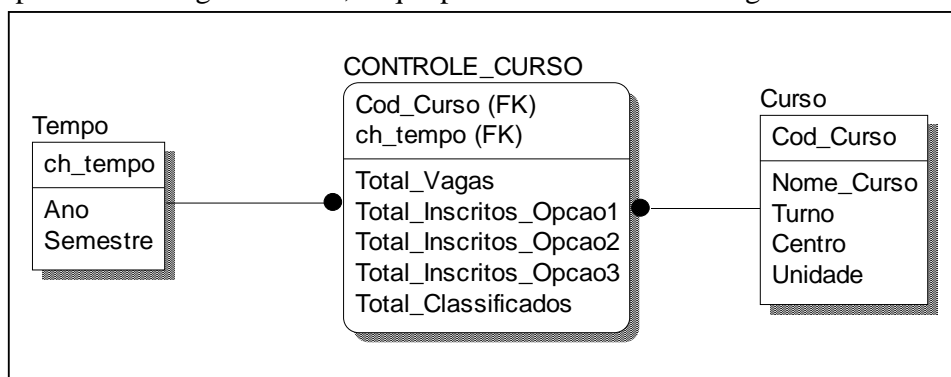 CONTROLE_CURSO
Cod_Curso (FK)
ch_tempo (FK)
Total_Vagas
Total_Inscritos_Opcao1
Total_Inscritos_Opcao2
Total_Inscritos_Opcao3
Total_Classificados
Tempo
ch_tempo
Ano
Semestre
Curso
Cod_Curso
Nome_Curso
Turno
Centro
Unidade